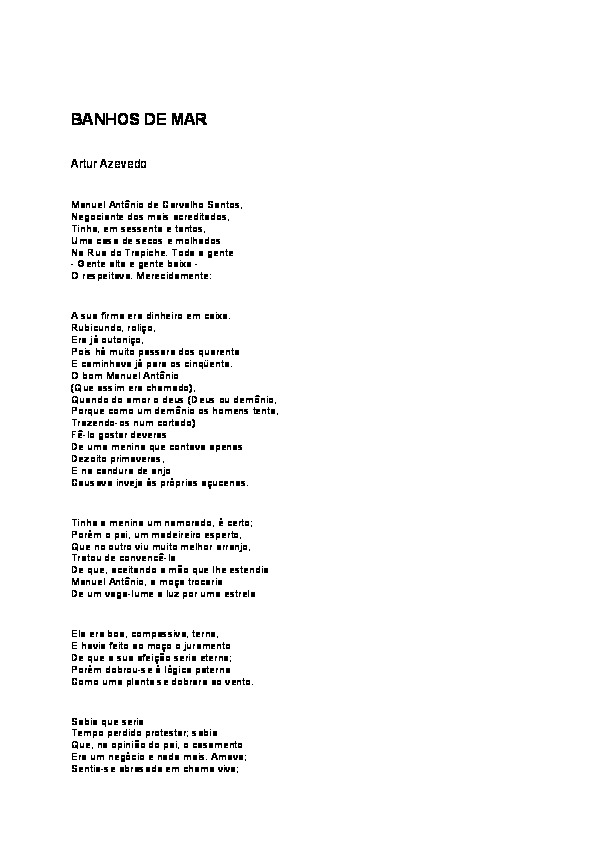 BANHOS DE MAR
Artur Azevedo
Manuel Antônio de Carvalho Santos,
Negociante dos mais acreditados,
Tinha, em sessenta e tantos,
Uma casa de secos e molhados
Na Rua do Trapiche. Toda a gente
- Gente alta e gente baixa -
O respeitava. Merecidamente:
A sua firma era dinheiro em caixa.
Rubicundo, roliço,
Era já outoniço,
Pois há muito passara dos quarenta
E caminhava já para os cinqüenta.
O bom Manuel Antônio
(Que assim era chamado),
Quando do amor o deus (Deus ou demônio,
Porque como um demônio os homens tenta,
Trazendo-os num cortado)
Fê-lo gostar deveras
De uma menina que contava apenas
Dezoito primaveras,
E na candura de anjo
Causava inveja às próprias açucenas.
Tinha a menina um namorado, é certo;
Porém o pai, um madeireiro esperto,
Que no outro viu muito melhor arranjo,
Tratou de convencê-la
De que, aceitando a mão que lhe estendia
Manuel Antônio, a moça trocaria
De um vaga-lume a luz por uma estrela
Ela era boa, compassiva, terna,
E havia feito ao moço o juramento
De que a sua afeição seria eterna;
Porém dobrou-se à lógica paterna
Como uma planta se dobrara ao vento.
Sabia que seria
Tempo perdido protestar; sabia
Que, na opinião do pai, o casamento
Era um negócio e nada mais. Amava;
Sentia-se abrasada em chama viva;